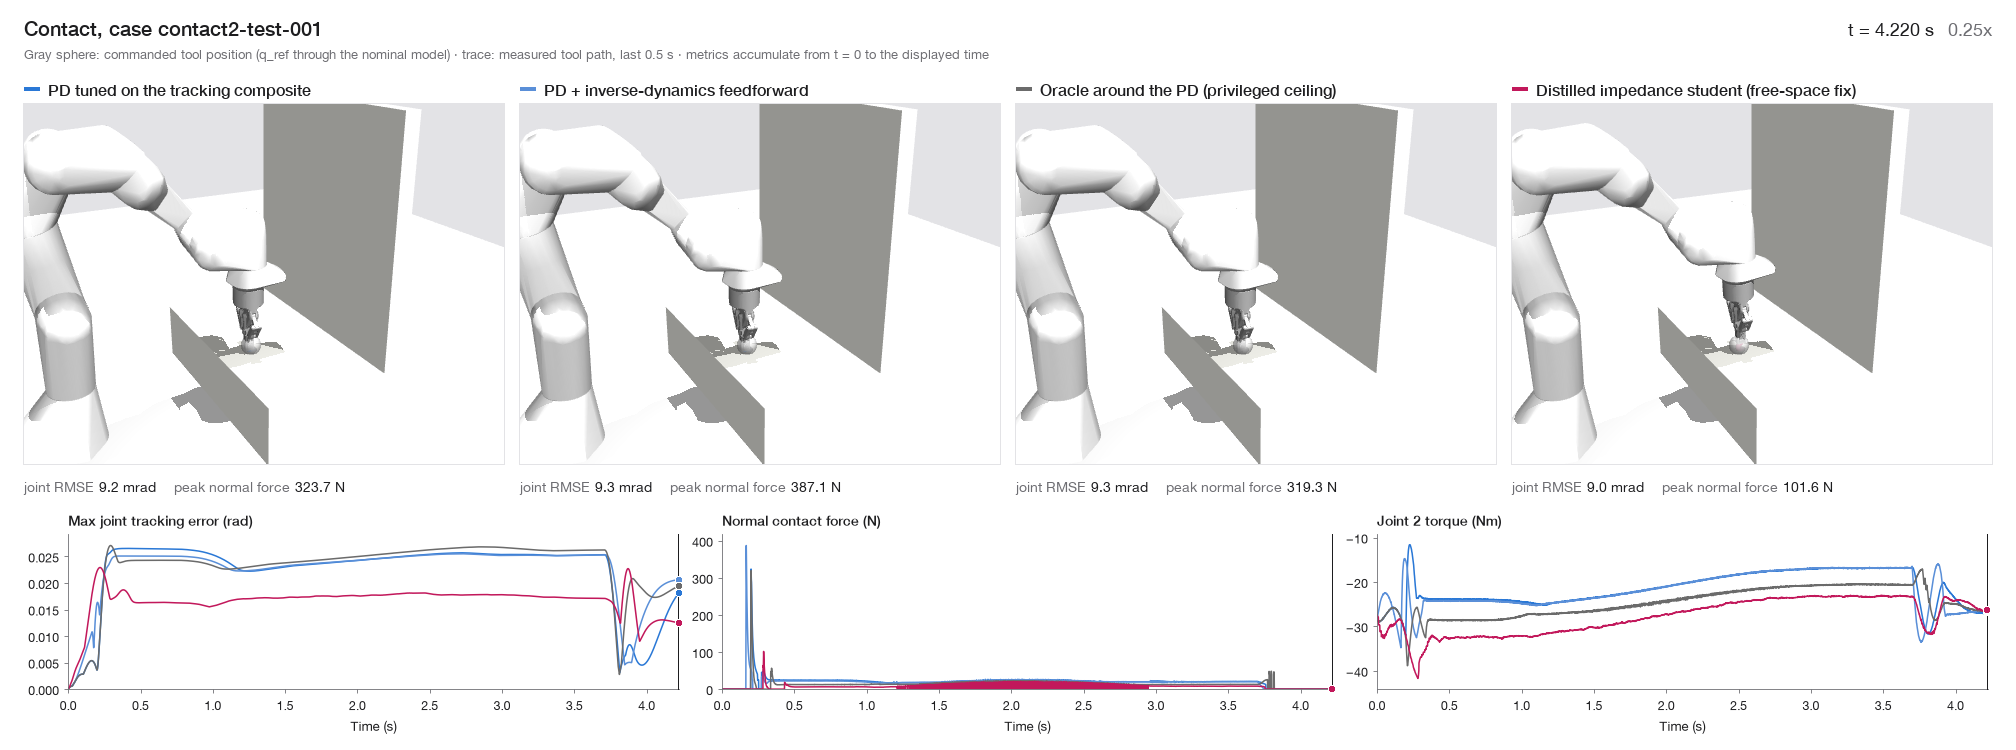 Contact, case contact2-test-001
t = 4.220 s 0.25x
Gray sphere: commanded tool position (q_ref through the nominal model) · trace: measured tool path, last 0.5 s · metrics accumulate from t = 0 to the displayed time
PD tuned on the tracking composite
PD + inverse-dynamics feedforward
Oracle around the PD (privileged ceiling)
Distilled impedance student (free-space fix)
joint RMSE 9.2 mrad peak normal force 323.7 N
joint RMSE 9.3 mrad peak normal force 387.1 N
joint RMSE 9.3 mrad peak normal force 319.3 N
joint RMSE 9.0 mrad peak normal force 101.6 N
Max joint tracking error (rad)
0.025
0.020
0.015
0.010
0.005
0.000
0.0 0.5 1.0 1.5 2.0 2.5 3.0 3.5 4.0
Time (s)
Normal contact force (N)
400
300
200
100
0
0.0 0.5 1.0 1.5 2.0 2.5 3.0 3.5 4.0
Time (s)
Joint 2 torque (Nm)
−10
−20
−30
−40
0.0 0.5 1.0 1.5 2.0 2.5 3.0 3.5 4.0
Time (s)